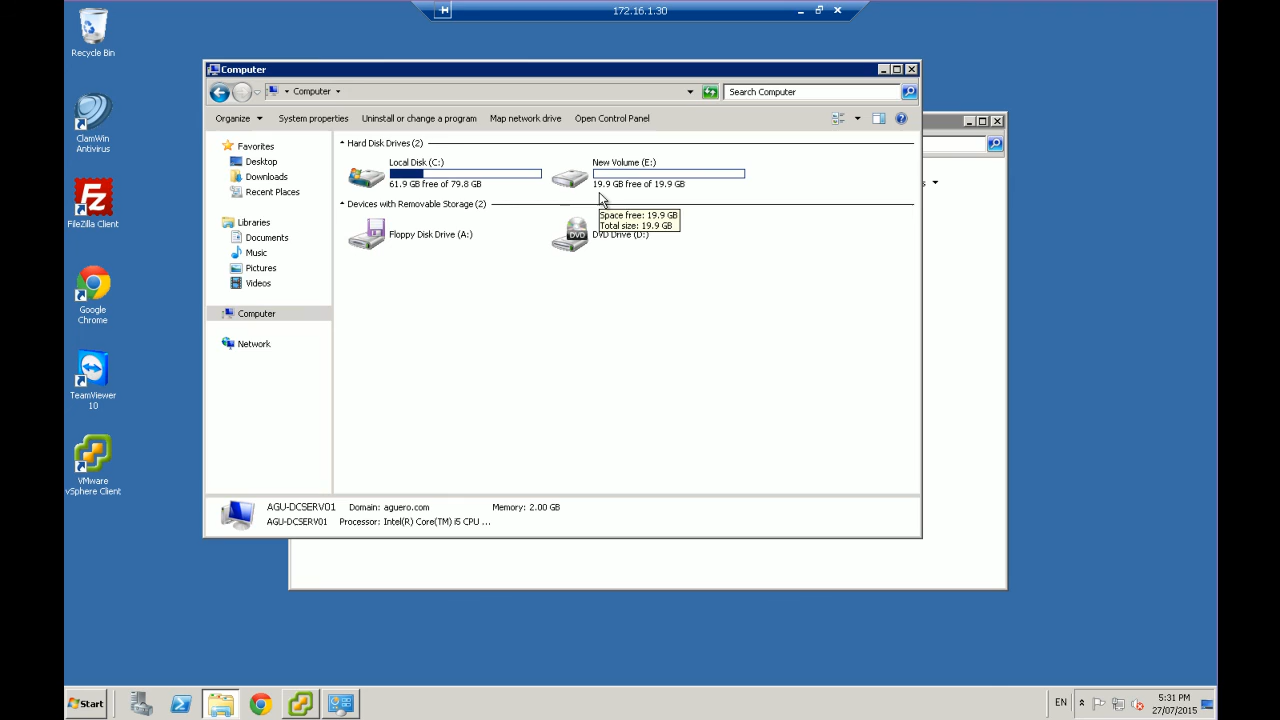 172.16.1.30
Recycle Bin
ClamWin
Antivirus
FileZilla Client
Google
Chrome
TeamViewer
10
VMware
vSphere Client
Computer
Computer
Search Computer
Organize
System properties
Uninstall or change a program
Map network drive
Open Control Panel
Favorites
Desktop
Downloads
Recent Places
Libraries
Documents
Music
Pictures
Videos
Computer
Network
Hard Disk Drives (2)
Local Disk (C:)
61.9 GB free of 79.8 GB
New Volume (E:)
19.9 GB free of 19.9 GB
Devices with Removable Storage (2)
Floppy Disk Drive (A:)
Space free: 19.9 GB
Total size: 19.9 GB
DVD
DVD Drive (D:)
AGU-DCSERV01 Domain: aguero.com Memory: 2.00 GB
AGU-DCSERV01 Processor: Intel(R) Core(TM) i5 CPU ...
Start
EN
5:31 PM
27/07/2015